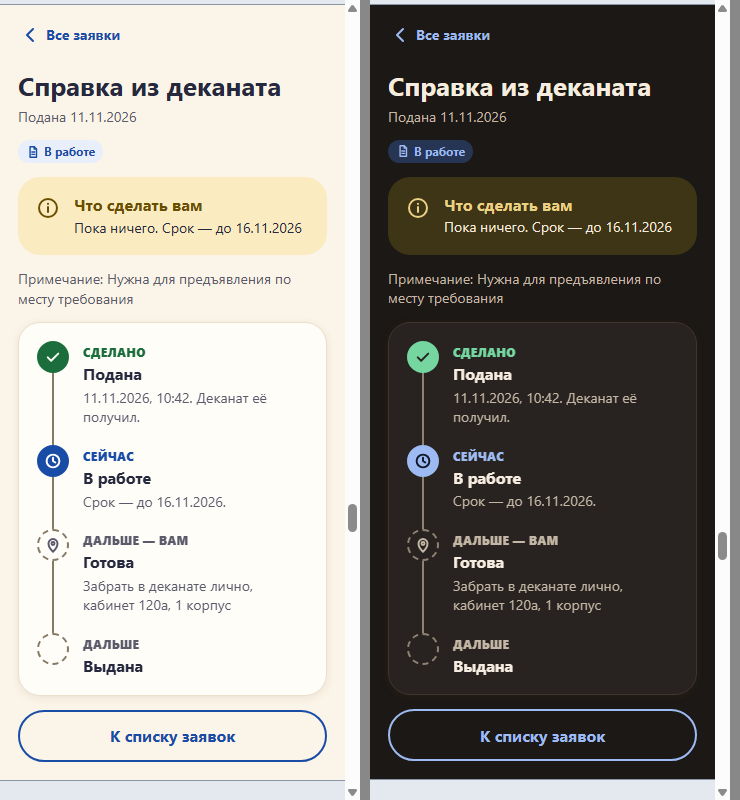 Все заявки
Справка из деканата
Подана 11.11.2026
В работе
Что сделать вам
Пока ничего. Срок — до 16.11.2026
Примечание: Нужна для предъявления по
месту требования
СДЕЛАНО
Подана
11.11.2026, 10:42. Деканат её
получил.
СЕЙЧАС
В работе
Срок — до 16.11.2026.
ДАЛЬШЕ — ВАМ
Готова
Забрать в деканате лично,
кабинет 120а, 1 корпус
ДАЛЬШЕ
Выдана
К списку заявок
Все заявки
Справка из деканата
Подана 11.11.2026
В работе
Что сделать вам
Пока ничего. Срок — до 16.11.2026
Примечание: Нужна для предъявления по
месту требования
СДЕЛАНО
Подана
11.11.2026, 10:42. Деканат её
получил.
СЕЙЧАС
В работе
Срок — до 16.11.2026.
ДАЛЬШЕ — ВАМ
Готова
Забрать в деканате лично,
кабинет 120а, 1 корпус
ДАЛЬШЕ
Выдана
К списку заявок